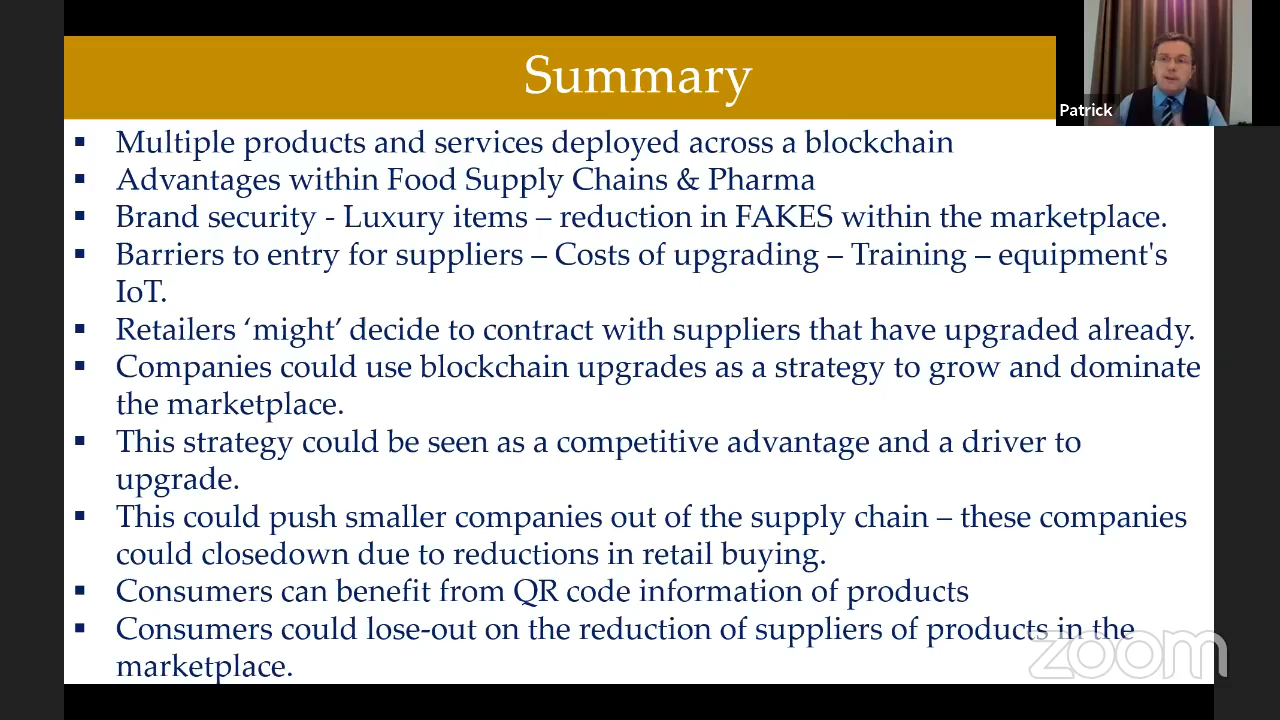 Summary
Patrick
▪ Multiple products and services deployed across a blockchain
▪ Advantages within Food Supply Chains & Pharma
▪ Brand security - Luxury items – reduction in FAKES within the marketplace.
▪ Barriers to entry for suppliers – Costs of upgrading – Training – equipment's
IoT.
▪ Retailers ‘might’ decide to contract with suppliers that have upgraded already.
▪ Companies could use blockchain upgrades as a strategy to grow and dominate
the marketplace.
▪ This strategy could be seen as a competitive advantage and a driver to
upgrade.
▪ This could push smaller companies out of the supply chain – these companies
could closedown due to reductions in retail buying.
▪ Consumers can benefit from QR code information of products
▪ Consumers could lose-out on the reduction of suppliers of products in the
marketplace.
zoom